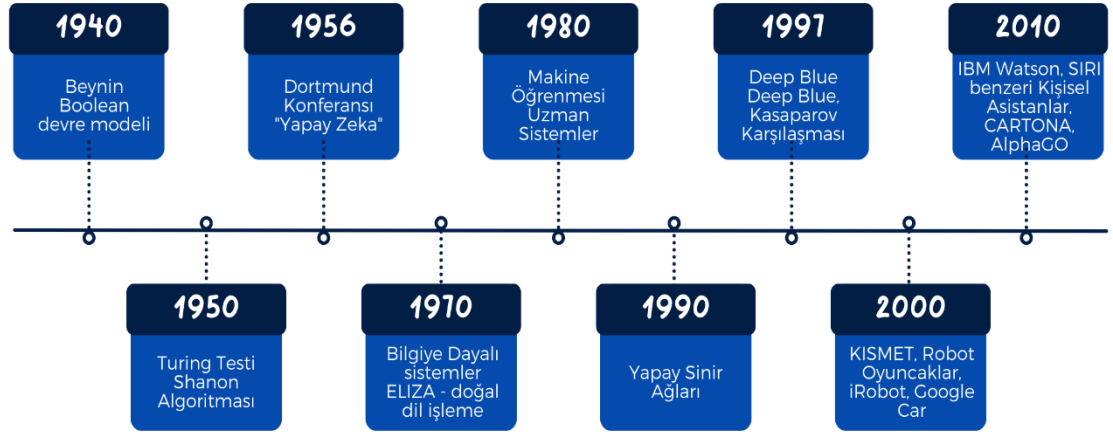 1940
Beynin
Boolean
devre modeli
1956
Dortmund
Konferansı
"Yapay Zeka"
1980
Makine
Öğrenmesi
Uzman
Sistemler
1997
Deep Blue
Deep Blue,
Kasaparov
Karşılaşması
2010
IBM Watson, SIRI
benzeri Kişisel
Asistanlar,
CARTONA,
AlphaGO
1950
Turing Testi
Shanon
Algoritması
1970
Bilgiye Dayalı
sistemler
ELIZA - doğal
dil işleme
1990
Yapay Sinir
Ağları
2000
KISMET, Robot
Oyuncaklar,
iRobot, Google
Car